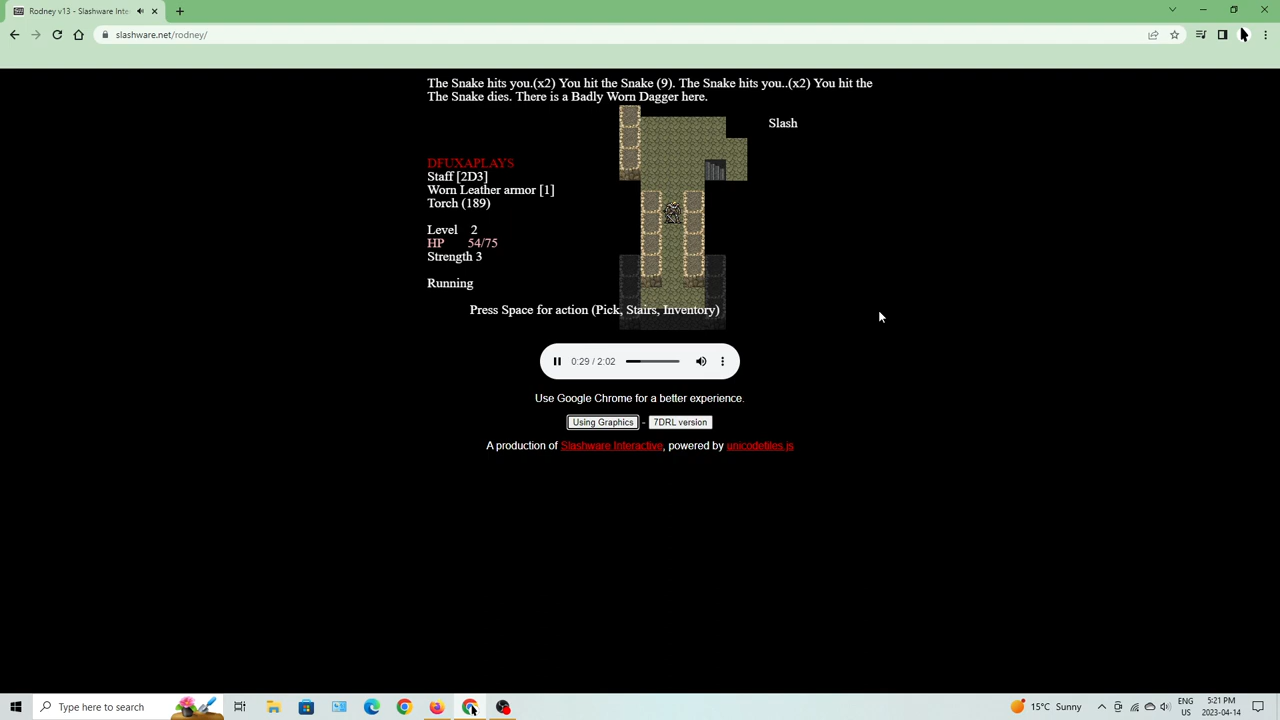 Rodney v13 - Slashware Inte
slashware.net/rodney/
The Snake hits you.(x2) You hit the Snake (9). The Snake hits you..(x2) You hit the
The Snake dies. There is a Badly Worn Dagger here.
Slash
DFUXAPLAYS
Staff [2D3]
Worn Leather armor [1]
Torch (189)
Level 2
HP 54/75
Strength 3
Running
Press Space for action (Pick, Stairs, Inventory)
0:29 / 2:02
Use Google Chrome for a better experience.
Using Graphics - 7DRL version
A production of Slashware Interactive, powered by unicodetiles.js
Type here to search
15°C Sunny
ENG
US
5:21 PM
2023-04-14